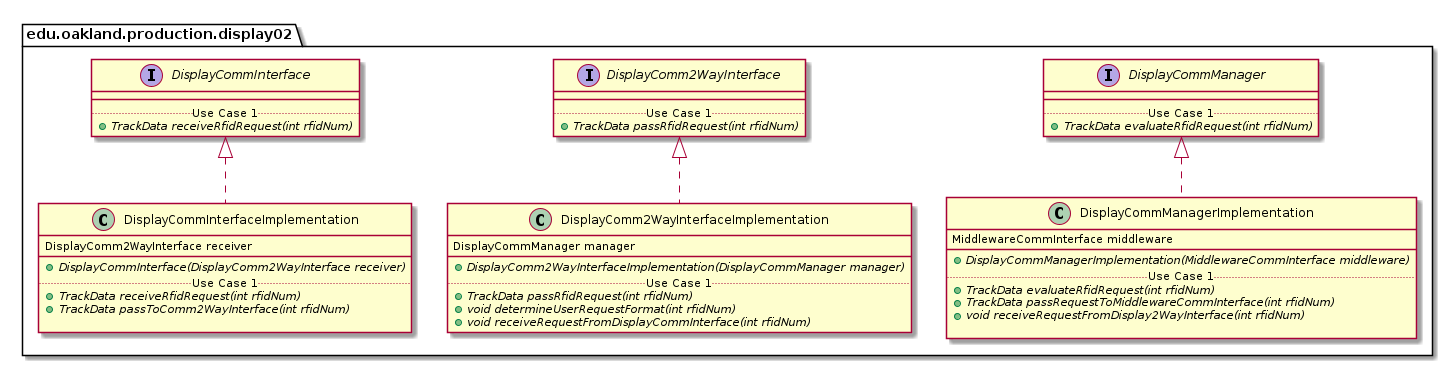 edu.oakland.production.display02
I DisplayCommInterface
Use Case 1
TrackData receiveRfidRequest(int rfidNum)
I DisplayComm2WayInterface
Use Case 1
TrackData passRfidRequest(int rfidNum)
I DisplayCommManager
Use Case 1
TrackData evaluateRfidRequest(int rfidNum)
C DisplayCommInterfaceImplementation
DisplayComm2WayInterface receiver
DisplayCommInterface(DisplayComm2WayInterface receiver)
Use Case 1
TrackData receiveRfidRequest(int rfidNum)
TrackData passToComm2WayInterface(int rfidNum)
C DisplayComm2WayInterfaceImplementation
DisplayCommManager manager
DisplayComm2WayInterfaceImplementation(DisplayCommManager manager)
Use Case 1
TrackData passRfidRequest(int rfidNum)
void determineUserRequestFormat(int rfidNum)
void receiveRequestFromDisplayCommInterface(int rfidNum)
C DisplayCommManagerImplementation
MiddlewareCommInterface middleware
DisplayCommManagerImplementation(MiddlewareCommInterface middleware)
Use Case 1
TrackData evaluateRfidRequest(int rfidNum)
TrackData passRequestToMiddlewareCommInterface(int rfidNum)
void receiveRequestFromDisplay2WayInterface(int rfidNum)